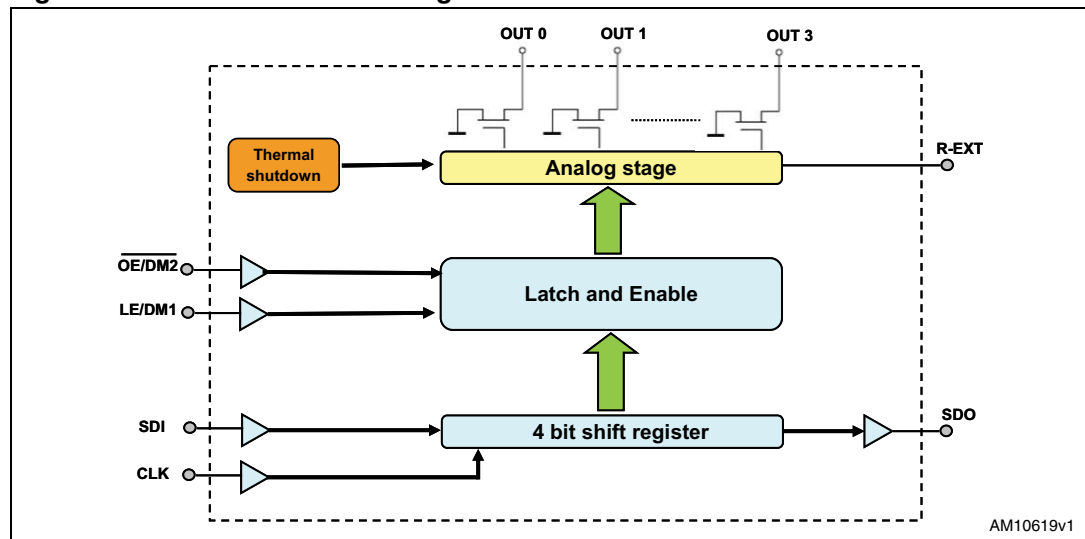 OUT 0 OUT 1 OUT 3
Thermal
shutdown
Analog stage
R-EXT
OE/DM2
LE/DM1
Latch and Enable
SDI
4 bit shift register
SDO
CLK
AM10619v1